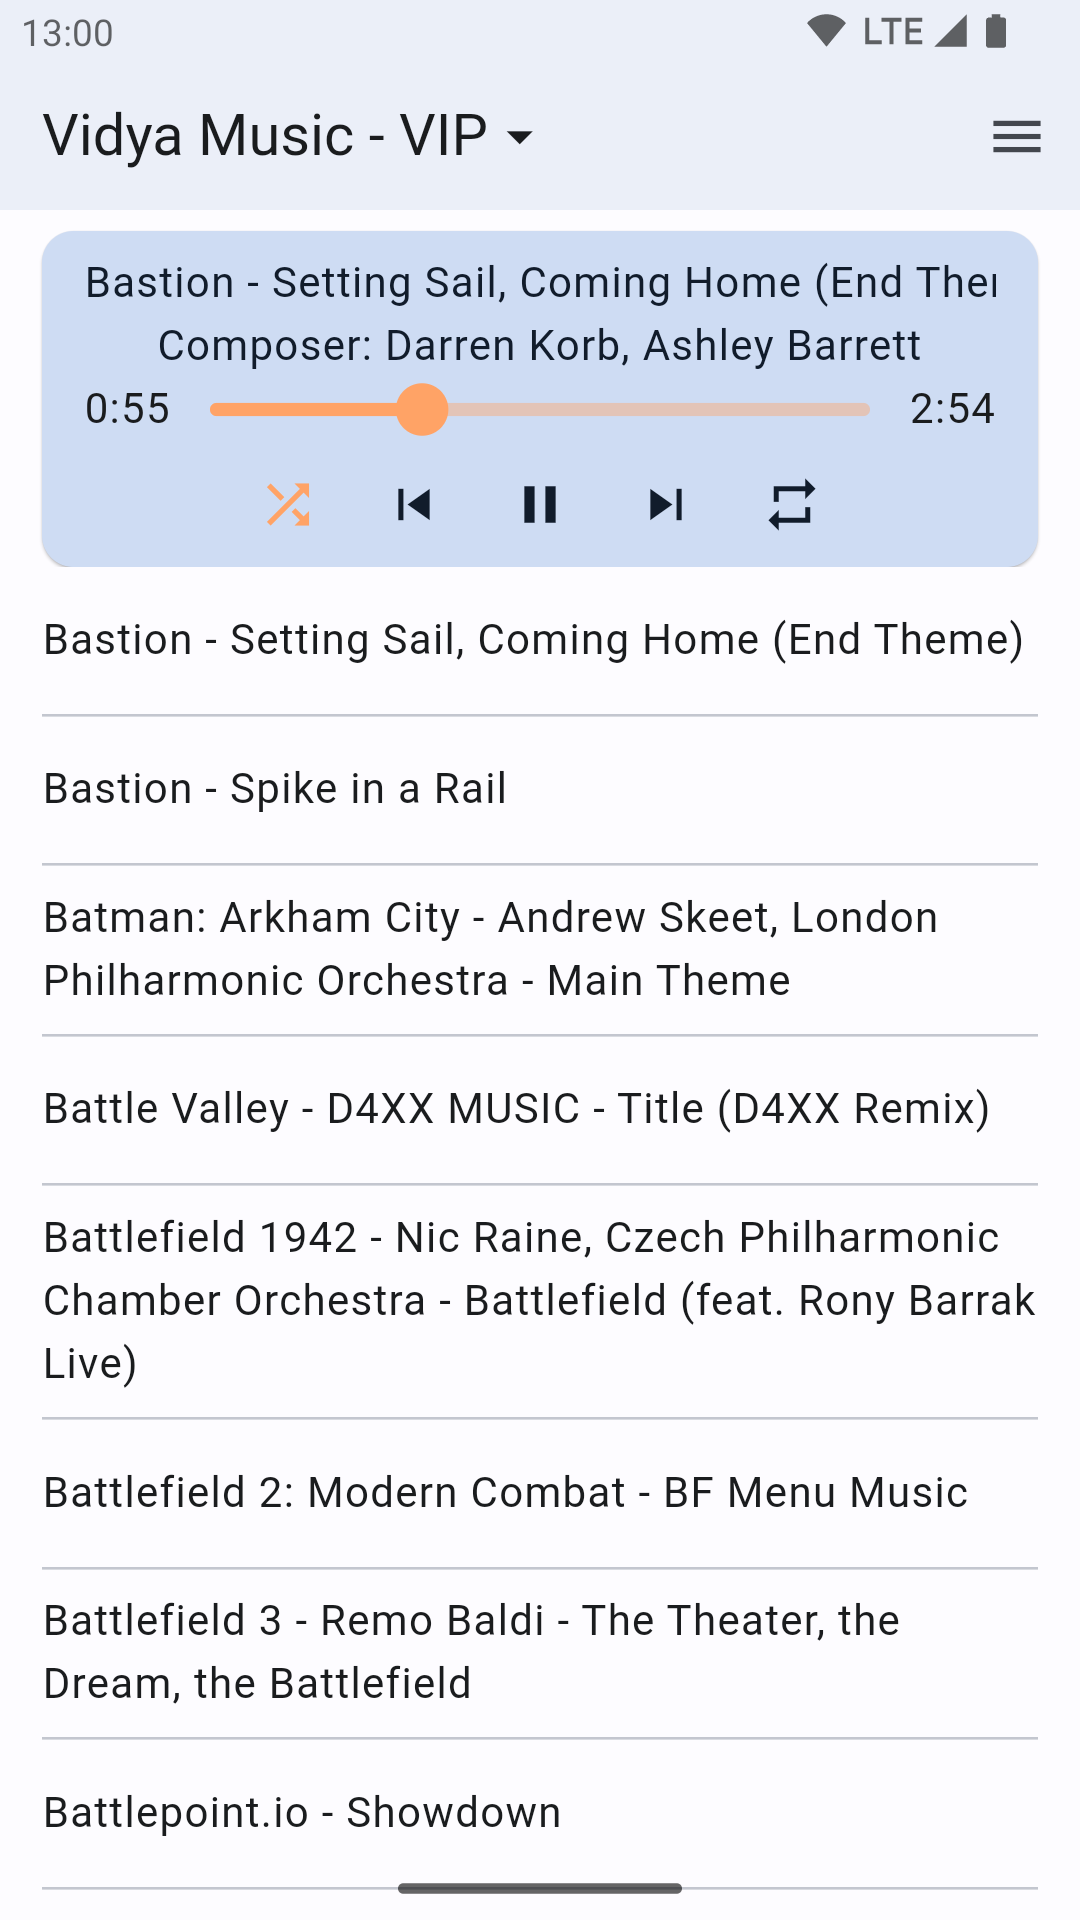 13:00
LTE
Vidya Music - VIP
Bastion - Setting Sail, Coming Home (End
Composer: Darren Korb, Ashley Barrett
0:55
2:54
Bastion - Setting Sail, Coming Home (End Theme)
Bastion - Spike in a Rail
Batman: Arkham City - Andrew Skeet, London
Philharmonic Orchestra - Main Theme
Battle Valley - D4XX MUSIC - Title (D4XX Remix)
Battlefield 1942 - Nic Raine, Czech Philharmonic
Chamber Orchestra - Battlefield (feat. Rony Barrak
Live)
Battlefield 2: Modern Combat - BF Menu Music
Battlefield 3 - Remo Baldi - The Theater, the
Dream, the Battlefield
Battlepoint.io - Showdown